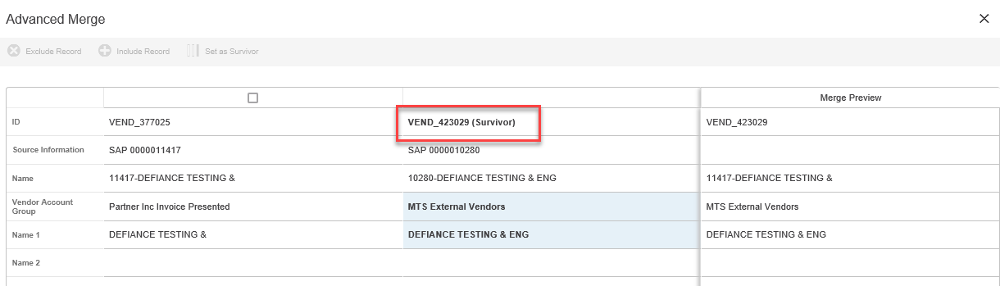 Advanced Merge
Exclude Record Include Record Set as Survivor
Merge Preview
ID VEND_377025 VEND_423029 (Survivor) VEND_423029
Source Information SAP 0000011417 SAP 0000010280
Name 11417-DEFIANCE TESTING & 10280-DEFIANCE TESTING & ENG 11417-DEFIANCE TESTING &
Vendor Account
Group Partner Inc Invoice Presented MTS External Vendors MTS External Vendors
Name 1 DEFIANCE TESTING & DEFIANCE TESTING & ENG DEFIANCE TESTING & ENG
Name 2